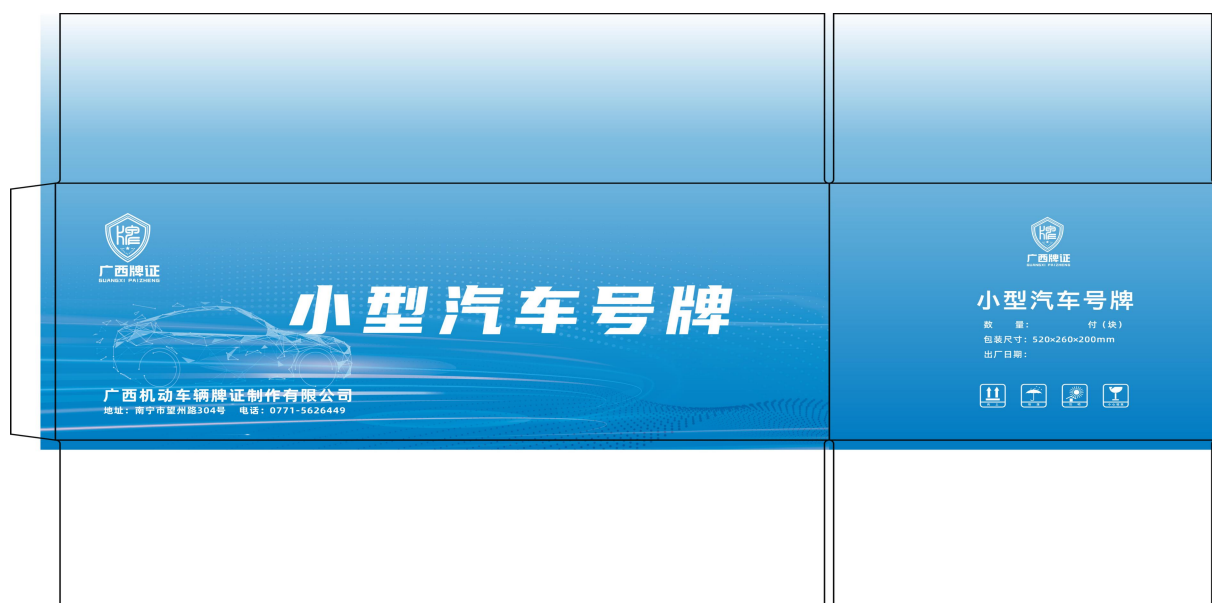 广西牌证
GUANGXI PAIZHENG
小型汽车号牌
广西机动车辆牌证制作有限公司
地址：南宁市望州路304号 电话：0771-5626449
广西牌证
GUANGXI PAIZHENG
小型汽车号牌
数 量： 付（块）
包装尺寸：520×260×200mm
出厂日期：